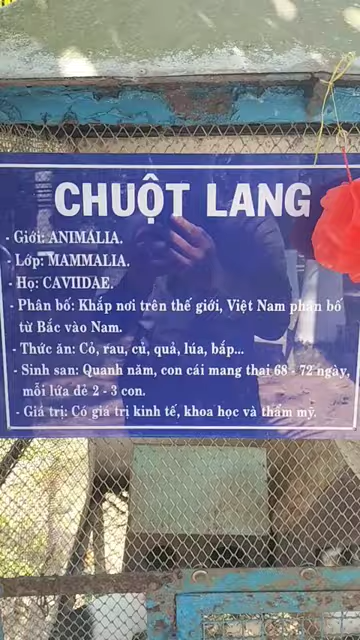 CHUỘT LANG
- Giới: ANIMALIA.
- Lớp: MAMMALIA.
- Họ: CAVIIDAE.
- Phân bố: Khắp nơi trên thế giới, Việt Nam phân bố
từ Bắc vào Nam.
- Thức ăn: Cỏ, rau, củ, quả, lúa, bắp...
- Sinh san: Quanh năm, con cái mang thai 68 - 72 ngày,
mỗi lứa đẻ 2 - 3 con.
- Giá trị: Có giá trị kinh tế, khoa học và thẩm mỹ.